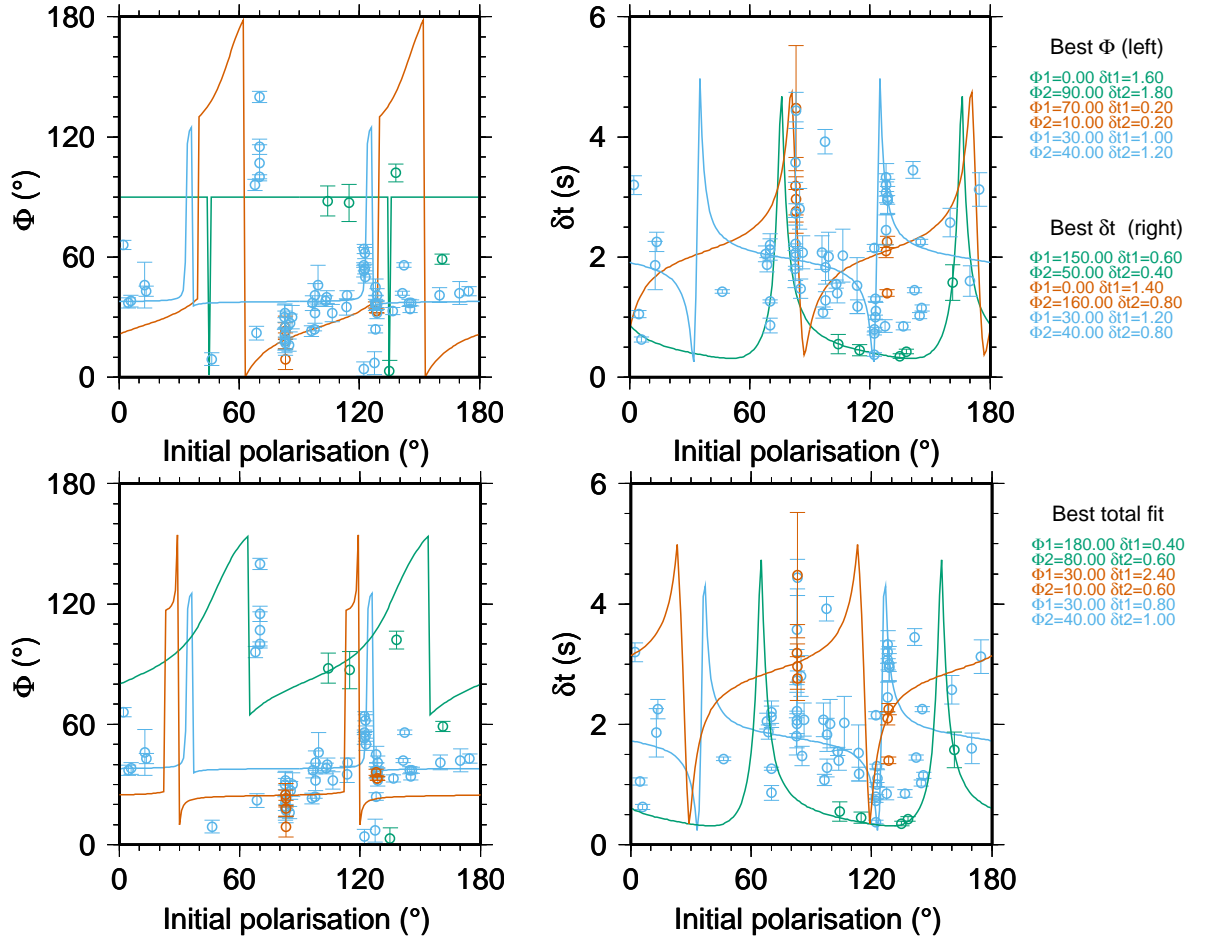 180
120
60
0
Φ (°)
0 60 120 180
Initial polarisation (°)
6
4
2
0
δt (s)
0 60 120 180
Initial polarisation (°)
Best Φ (left)
Φ1=0.00 δt1=1.60
Φ2=90.00 δt2=1.80
Φ1=70.00 δt1=0.20
Φ2=10.00 δt2=0.20
Φ1=30.00 δt1=1.00
Φ2=40.00 δt2=1.20
Best δt (right)
Φ1=150.00 δt1=0.60
Φ2=50.00 δt2=0.40
Φ1=0.00 δt1=1.40
Φ2=160.00 δt2=0.80
Φ1=30.00 δt1=1.20
Φ2=40.00 δt2=0.80
180
120
60
0
Φ (°)
0 60 120 180
Initial polarisation (°)
6
4
2
0
δt (s)
0 60 120 180
Initial polarisation (°)
Best total fit
Φ1=180.00 δt1=0.40
Φ2=80.00 δt2=0.60
Φ1=30.00 δt1=2.40
Φ2=10.00 δt2=0.60
Φ1=30.00 δt1=0.80
Φ2=40.00 δt2=1.00